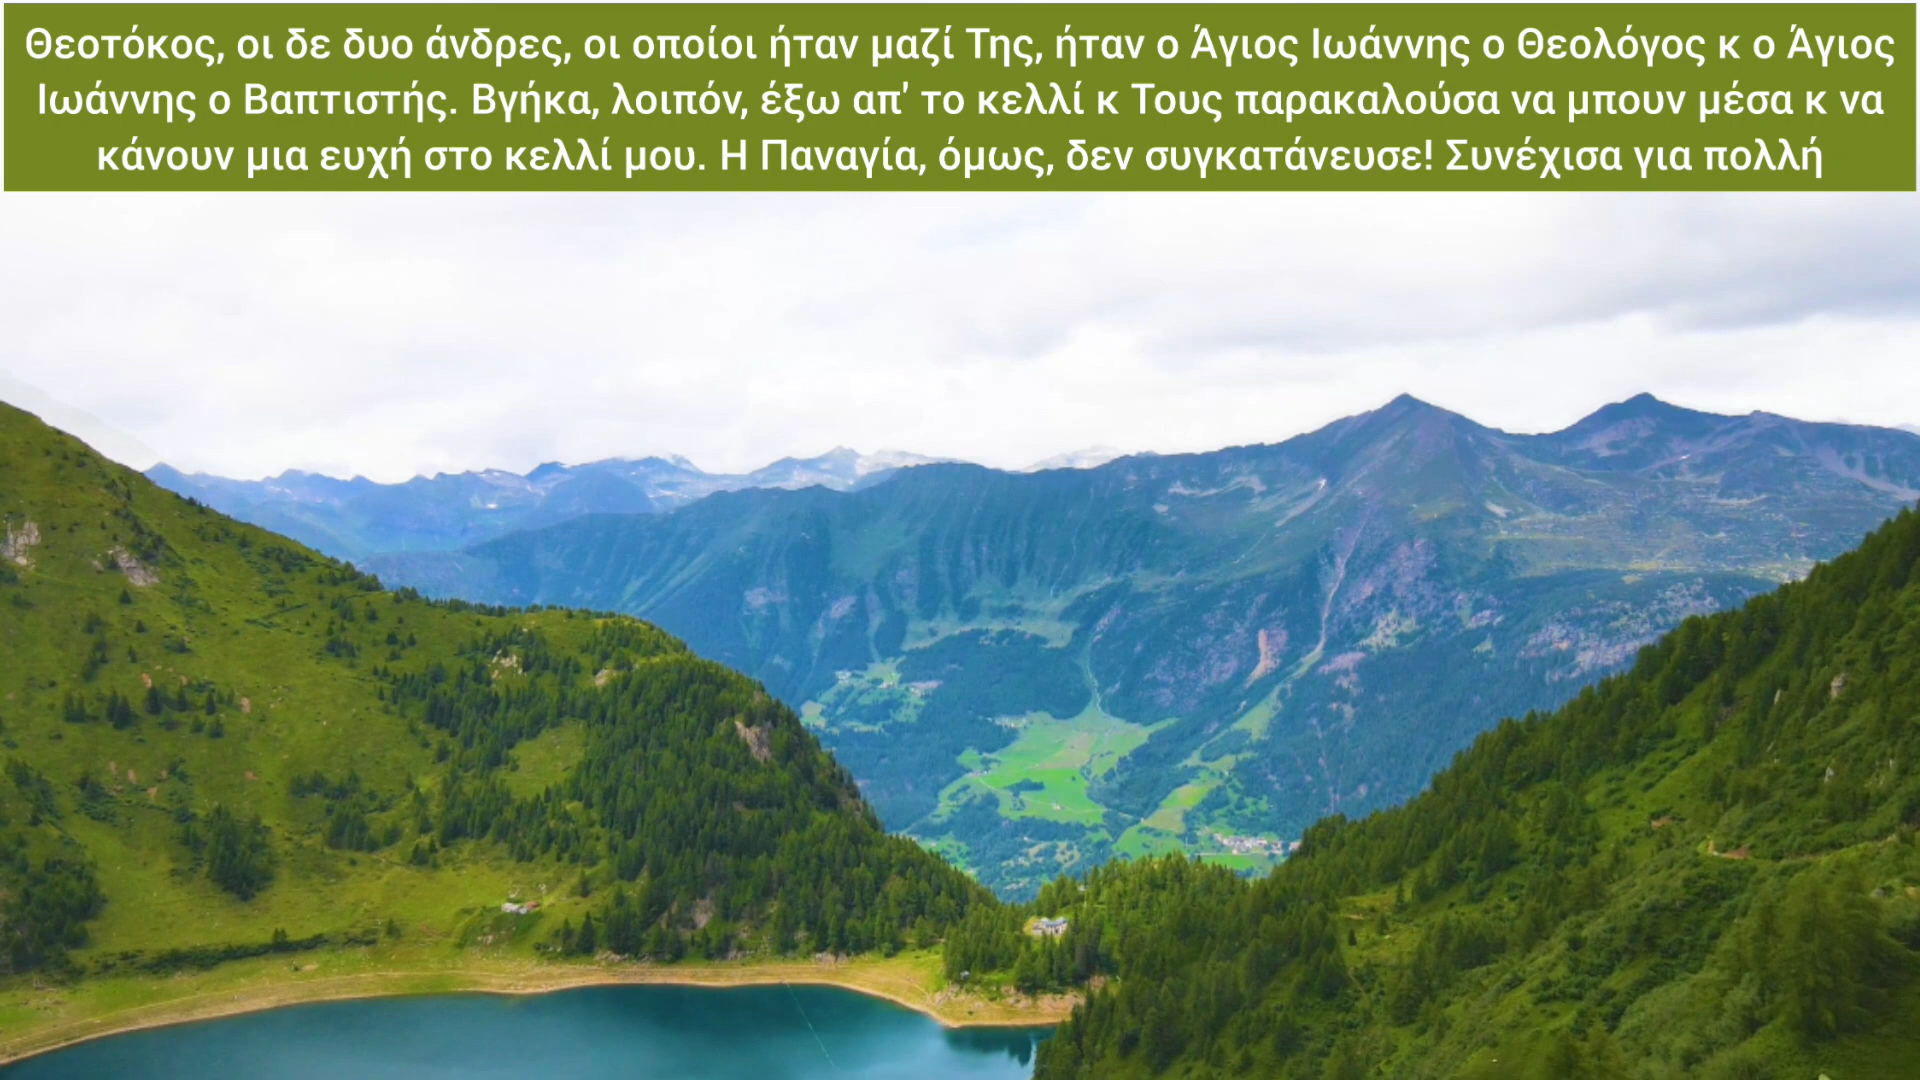 Θεοτόκος, οι δε δυο άνδρες, οι οποίοι ήταν μαζί Της, ήταν ο Άγιος Ιωάννης ο Θεολόγος κ ο Άγιος
Ιωάννης ο Βαπτιστής. Βγήκα, λοιπόν, έξω απ' το κελλί κ Τους παρακαλούσα να μπουν μέσα κ να
κάνουν μια ευχή στο κελλί μου. Η Παναγία, όμως, δεν συγκατάνευσε! Συνέχισα για πολλή